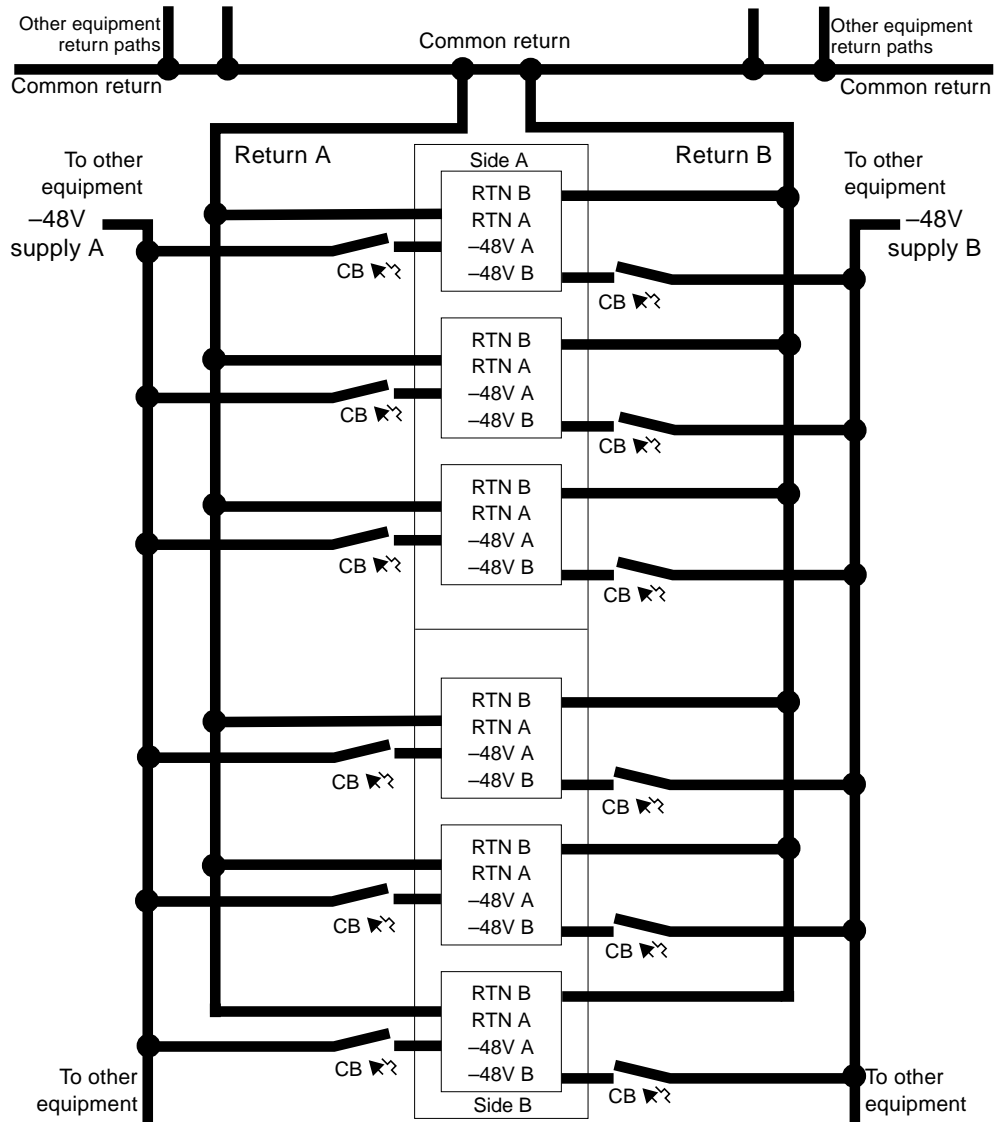 Other equipment
return paths
Common return
Other equipment
return paths
Common return
Common return
To other
equipment
–48V
supply A
Return A
Side A
Return B
To other
equipment
–48V
supply B
RTN B
RTN A
–48V A
–48V B
CB
CB
RTN B
RTN A
–48V A
–48V B
CB
CB
RTN B
RTN A
–48V A
–48V B
CB
CB
RTN B
RTN A
–48V A
–48V B
CB
CB
RTN B
RTN A
–48V A
–48V B
CB
CB
RTN B
RTN A
–48V A
–48V B
CB
CB
To other
equipment
Side B
To other
equipment